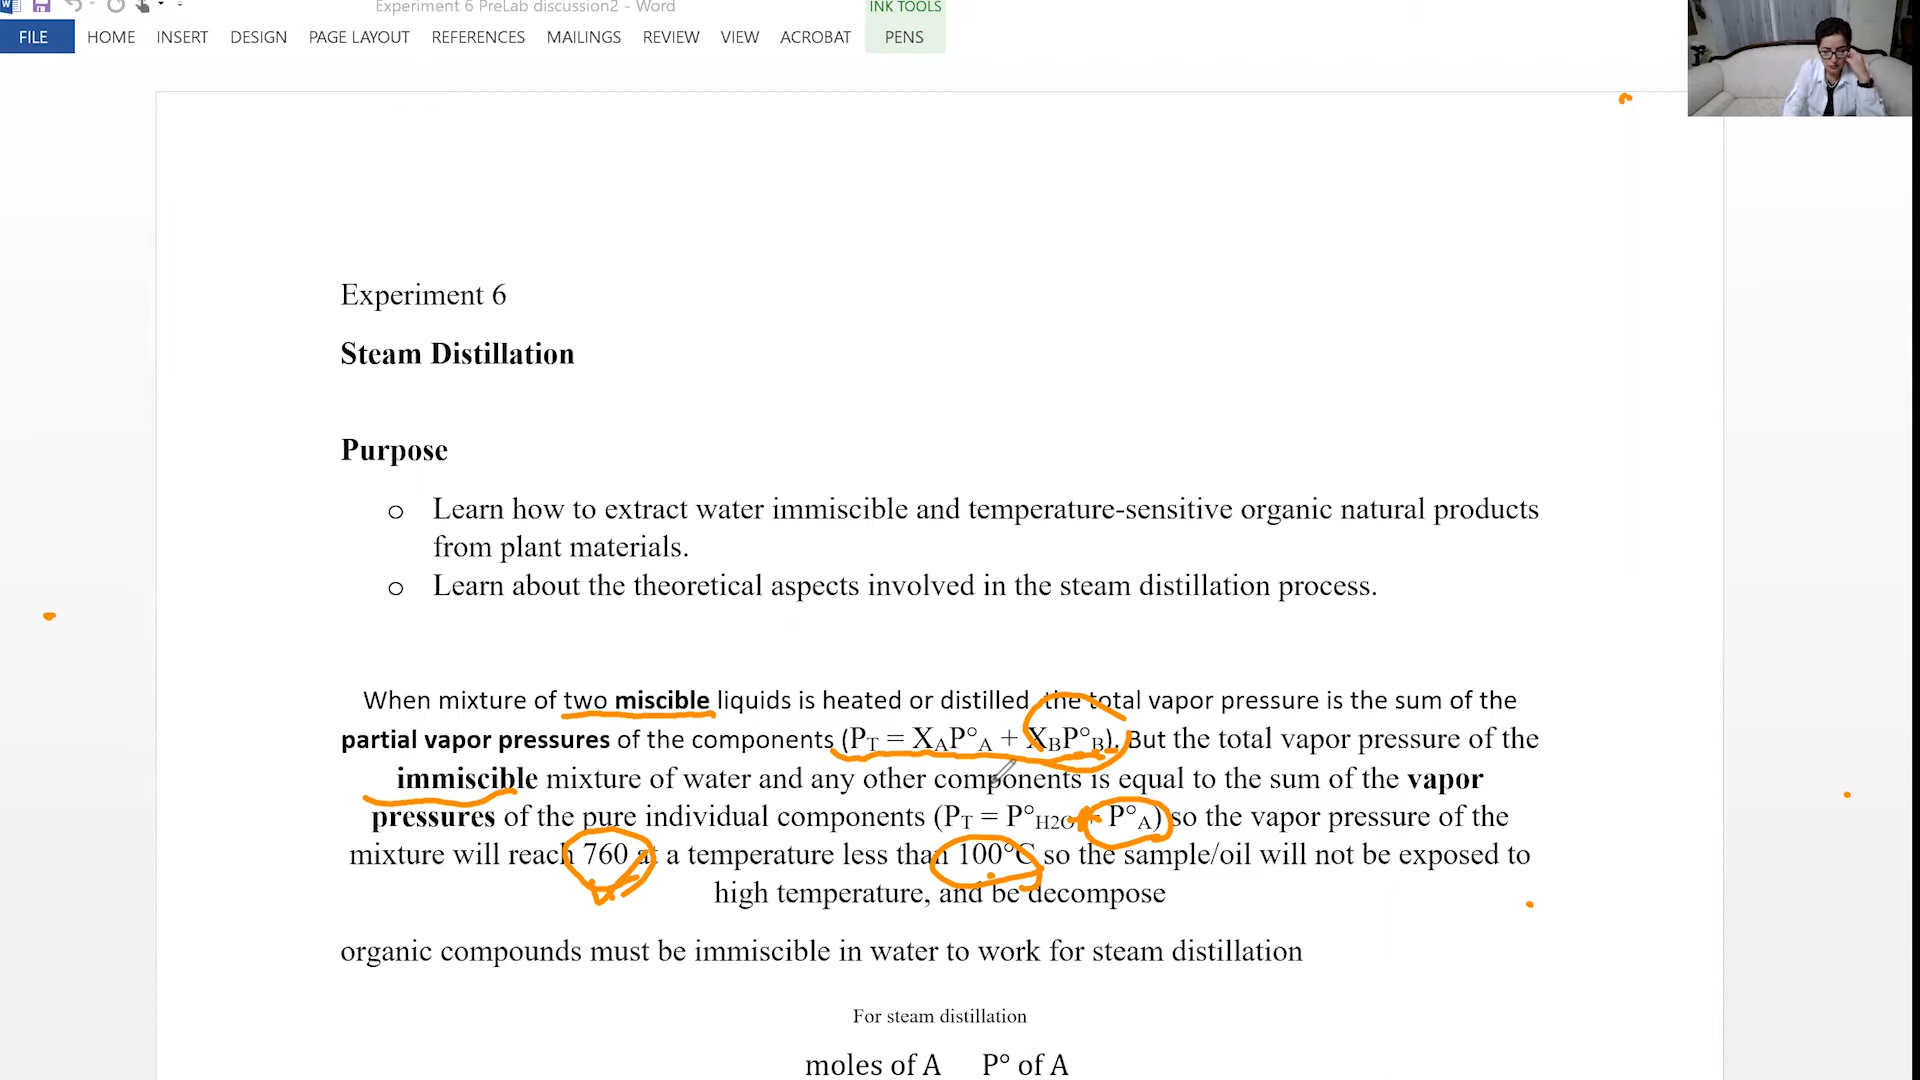 Experiment 6 PreLab discussion2 - Word
INK TOOLS
FILE HOME INSERT DESIGN PAGE LAYOUT REFERENCES MAILINGS REVIEW VIEW ACROBAT PENS
Experiment 6
Steam Distillation
Purpose
o Learn how to extract water immiscible and temperature-sensitive organic natural products
from plant materials.
o Learn about the theoretical aspects involved in the steam distillation process.
When mixture of two miscible liquids is heated or distilled, the total vapor pressure is the sum of the
partial vapor pressures of the components (PT = XAP°A + XBP°B). But the total vapor pressure of the
immiscible mixture of water and any other components is equal to the sum of the vapor
pressures of the pure individual components (PT = P°H2O + P°A) so the vapor pressure of the
mixture will reach 760 at a temperature less than 100°C so the sample/oil will not be exposed to
high temperature, and be decompose
organic compounds must be immiscible in water to work for steam distillation
For steam distillation
moles of A P° of A